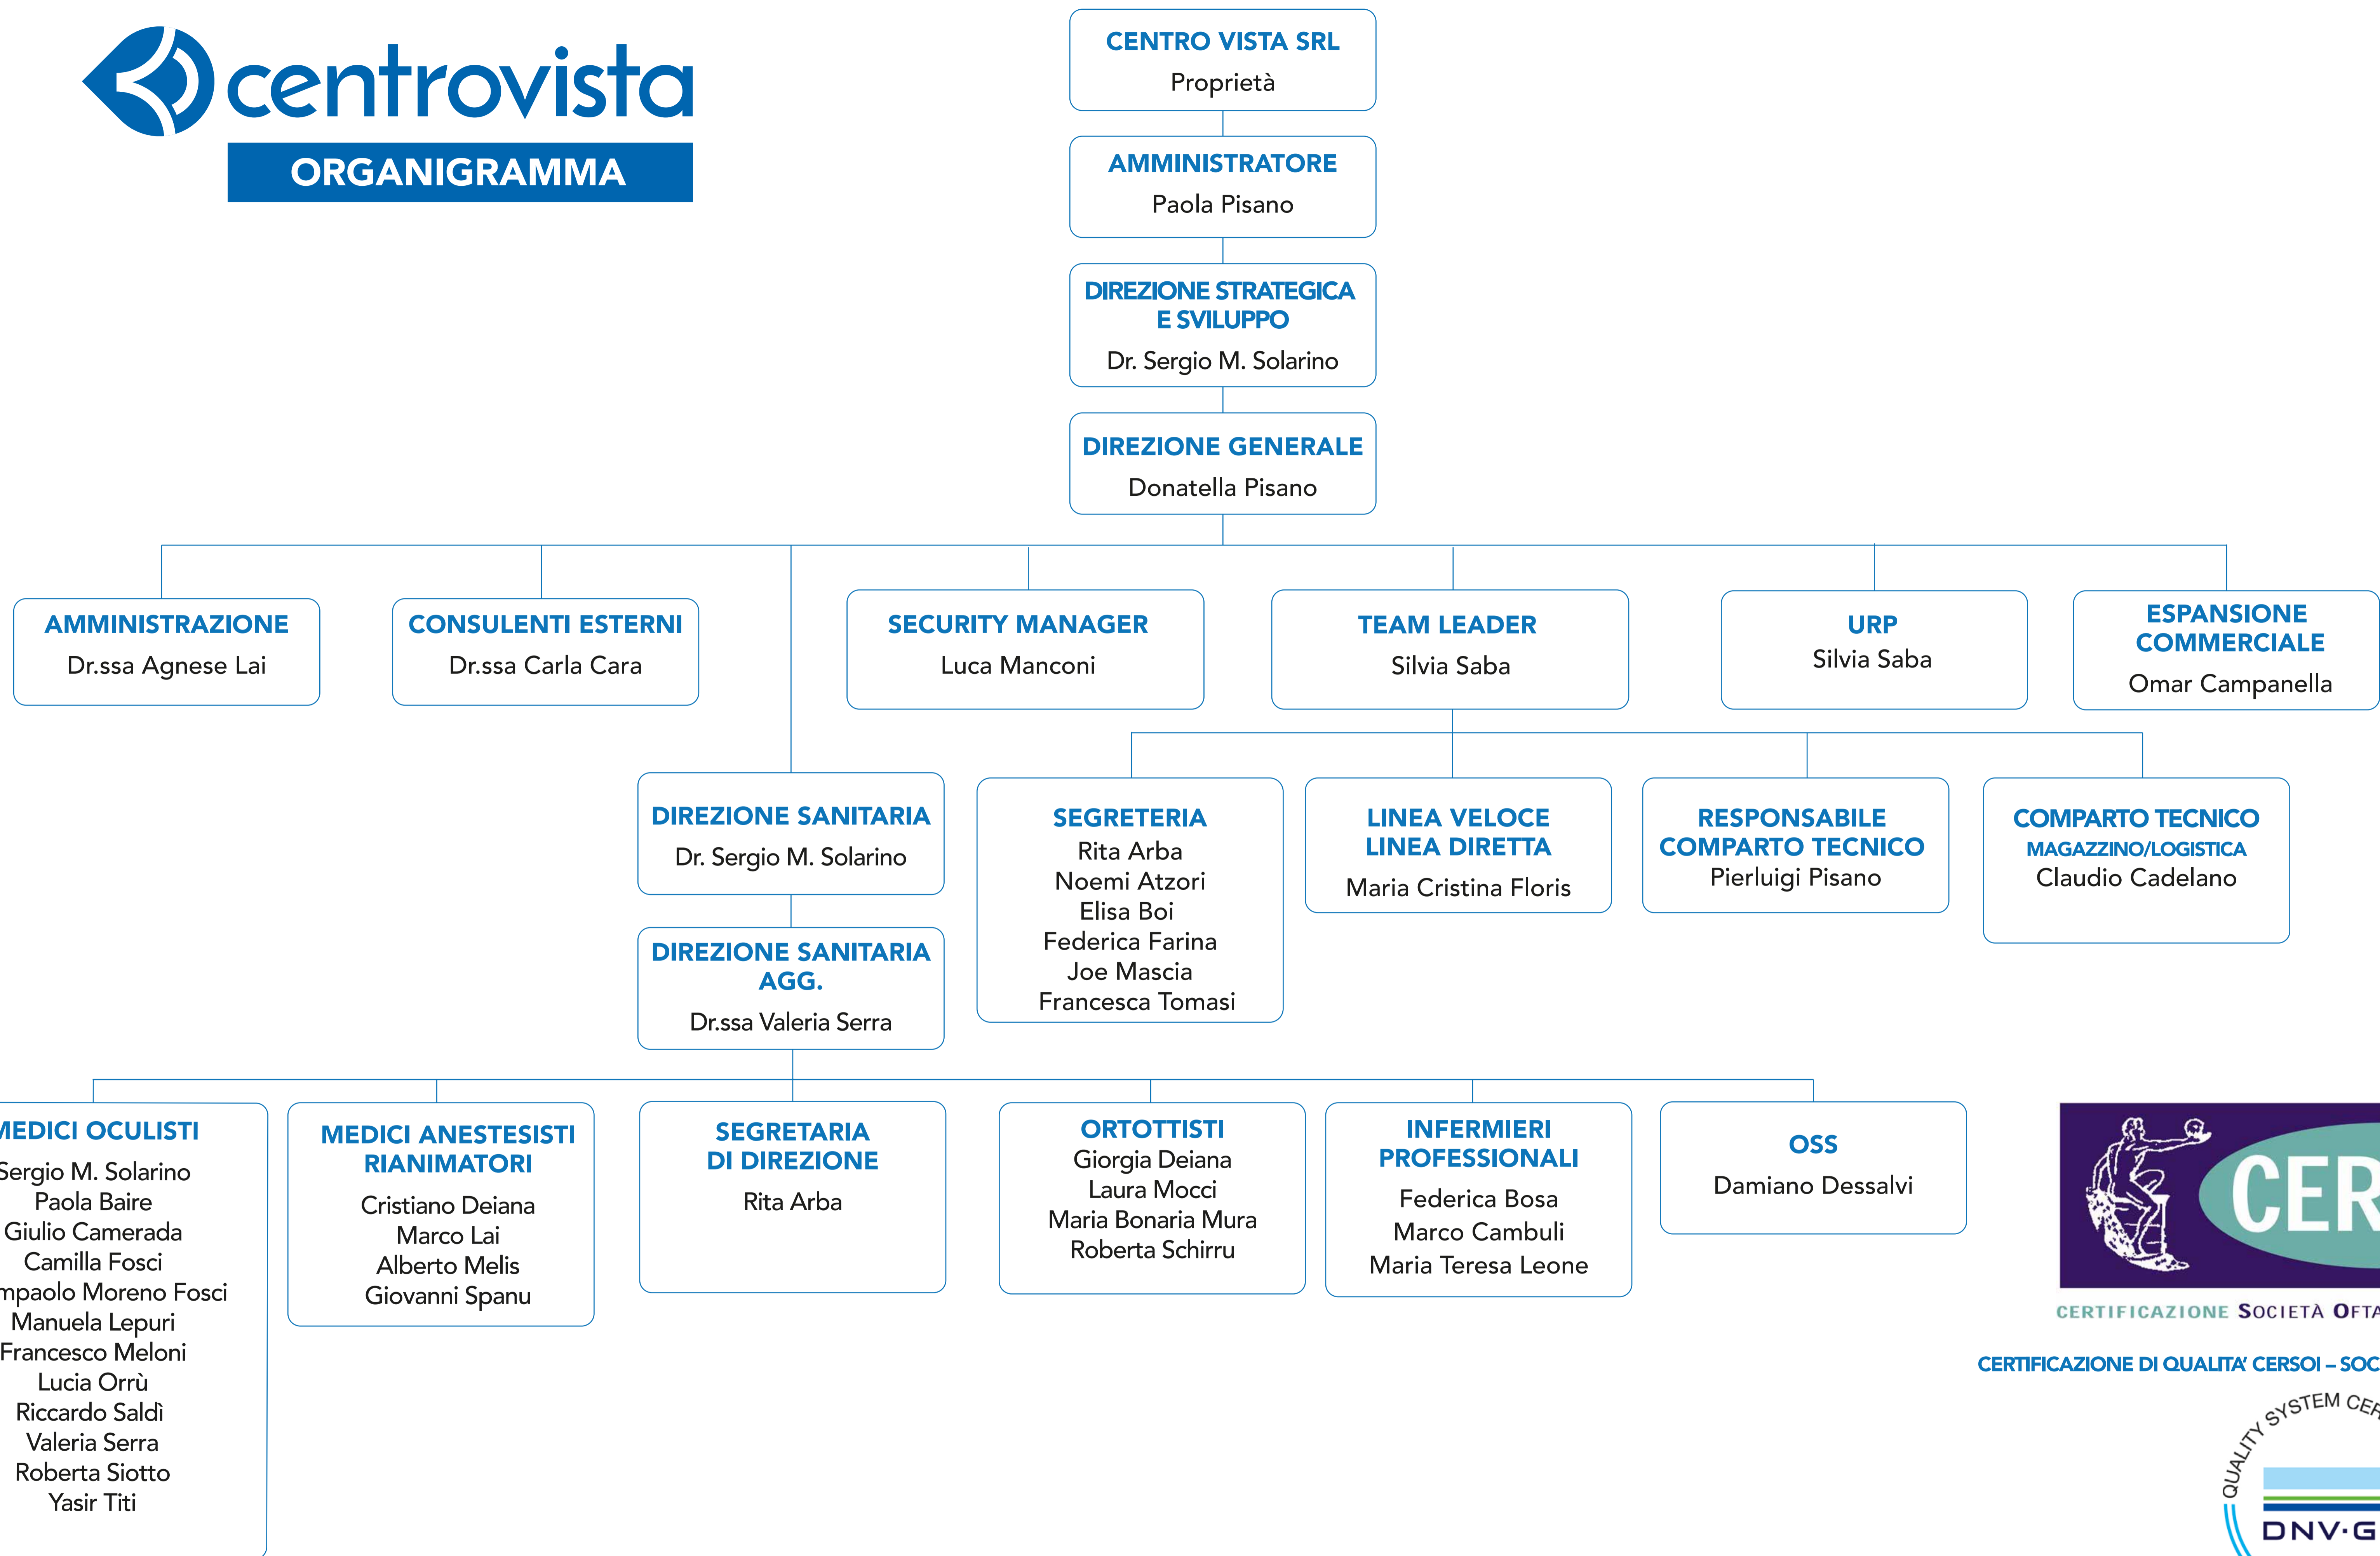 centrovista
ORGANIGRAMMA
CENTRO VISTA SRL
Proprietà
AMMINISTRATORE
Paola Pisano
DIREZIONE STRATEGICA
E SVILUPPO
Dr. Sergio M. Solarino
DIREZIONE GENERALE
Donatella Pisano
AMMINISTRAZIONE
Dr.ssa Agnese Lai
CONSULENTI ESTERNI
Dr.ssa Carla Cara
SECURITY MANAGER
Luca Manconi
TEAM LEADER
Silvia Saba
URP
Silvia Saba
ESPANSIONE
COMMERCIALE
Omar Campanella
DIREZIONE SANITARIA
Dr. Sergio M. Solarino
DIREZIONE SANITARIA
AGG.
Dr.ssa Valeria Serra
SEGRETERIA
Rita Arba
Noemi Atzori
Elisa Boi
Federica Farina
Joe Mascia
Francesca Tomasi
LINEA VELOCE
LINEA DIRETTA
Maria Cristina Floris
RESPONSABILE
COMPARTO TECNICO
Pierluigi Pisano
COMPARTO TECNICO
MAGAZZINO/LOGISTICA
Claudio Cadelano
MEDICI OCULISTI
Sergio M. Solarino
Paola Baire
Giulio Camerada
Camilla Fosci
mpaolo Moreno Fosci
Manuela Lepuri
Francesco Meloni
Lucia Orrù
Riccardo Saldì
Valeria Serra
Roberta Siotto
Yasir Titi
MEDICI ANESTESISTI
RIANIMATORI
Cristiano Deiana
Marco Lai
Alberto Melis
Giovanni Spanu
SEGRETARIA
DI DIREZIONE
Rita Arba
ORTOTTISTI
Giorgia Deiana
Laura Mocci
Maria Bonaria Mura
Roberta Schirru
INFERMIERI
PROFESSIONALI
Federica Bosa
Marco Cambuli
Maria Teresa Leone
OSS
Damiano Dessalvi
CER
CERTIFICAZIONE SOCIETÀ OFTA
CERTIFICAZIONE DI QUALITA' CERSOI – SOC
QUALITY SYSTEM CER
DNV·G